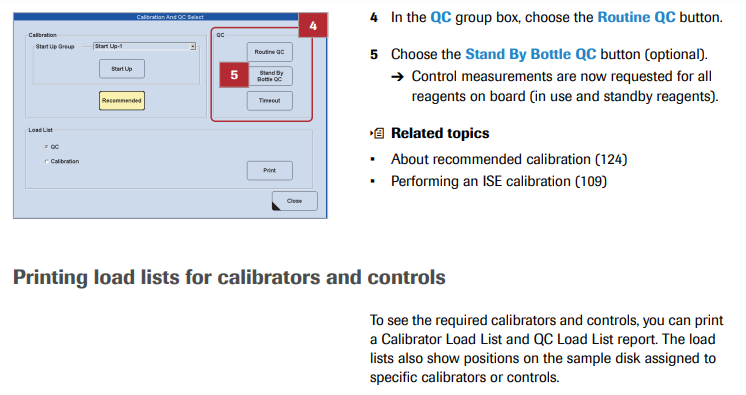 Calibration And QC Select
4
Calibration
Start Up Group
Start Up-1
Start Up
Recommended
QC
Routine QC
5
Stand By
Bottle QC
Timeout
Load List
QC
Calibration
Print
Close
4 In the QC group box, choose the Routine QC button.
5 Choose the Stand By Bottle QC button (optional).
➔ Control measurements are now requested for all
reagents on board (in use and standby reagents).
Related topics
• About recommended calibration (124)
• Performing an ISE calibration (109)
Printing load lists for calibrators and controls
To see the required calibrators and controls, you can print
a Calibrator Load List and QC Load List report. The load
lists also show positions on the sample disk assigned to
specific calibrators or controls.